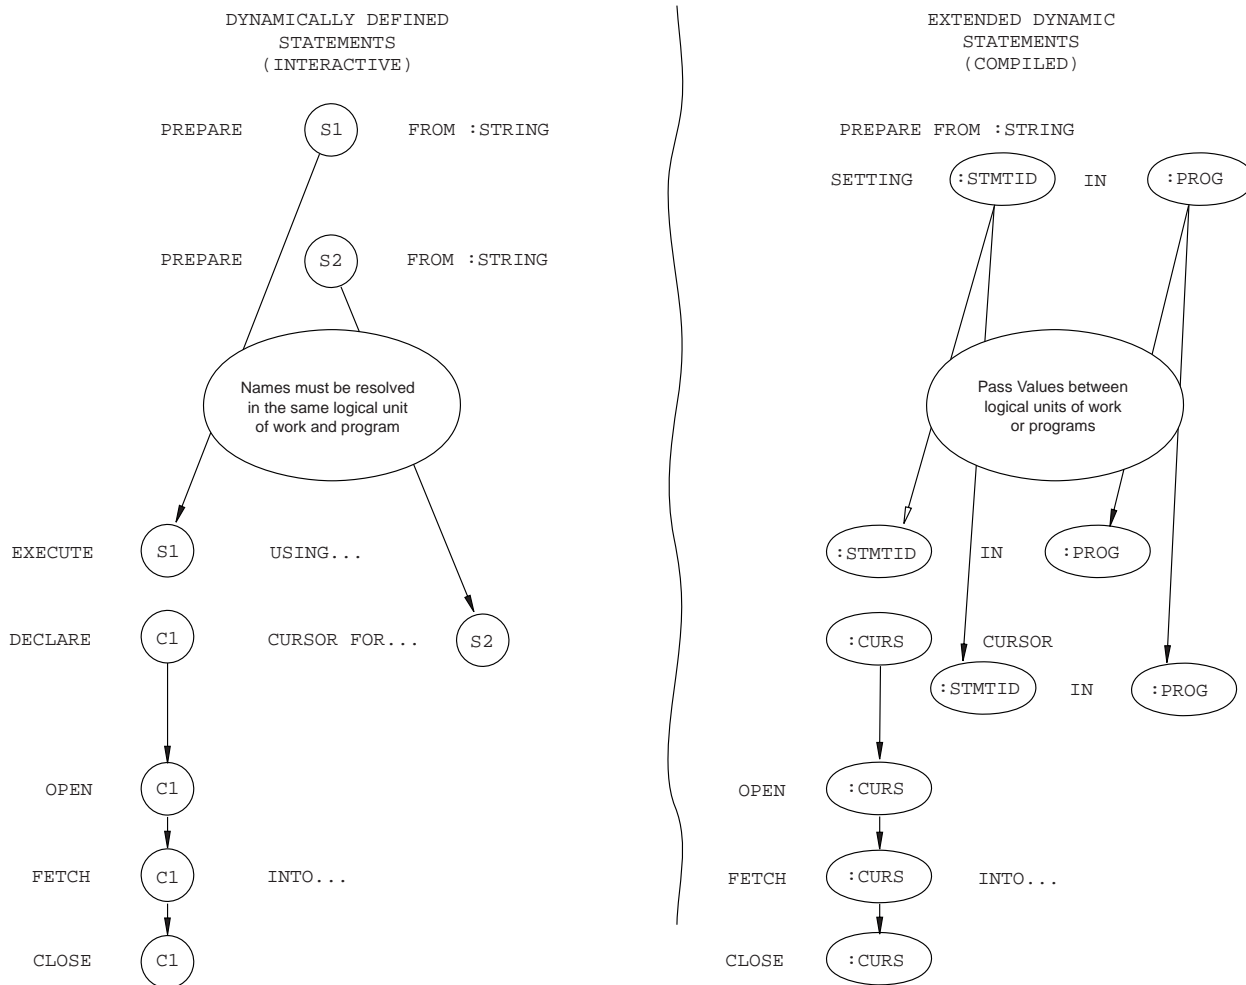 DYNAMICALLY DEFINED
STATEMENTS
(INTERACTIVE)
PREPARE S1 FROM :STRING
PREPARE S2 FROM :STRING
Names must be resolved
in the same logical unit
of work and program
EXECUTE S1 USING...
DECLARE C1 CURSOR FOR... S2
OPEN C1
FETCH C1 INTO...
CLOSE C1
EXTENDED DYNAMIC
STATEMENTS
(COMPILED)
PREPARE FROM :STRING
SETTING :STMTID IN :PROG
Pass Values between
logical units of work
or programs
:STMTID IN :PROG
:CURS CURSOR
:STMTID IN :PROG
OPEN :CURS
FETCH :CURS INTO...
CLOSE :CURS